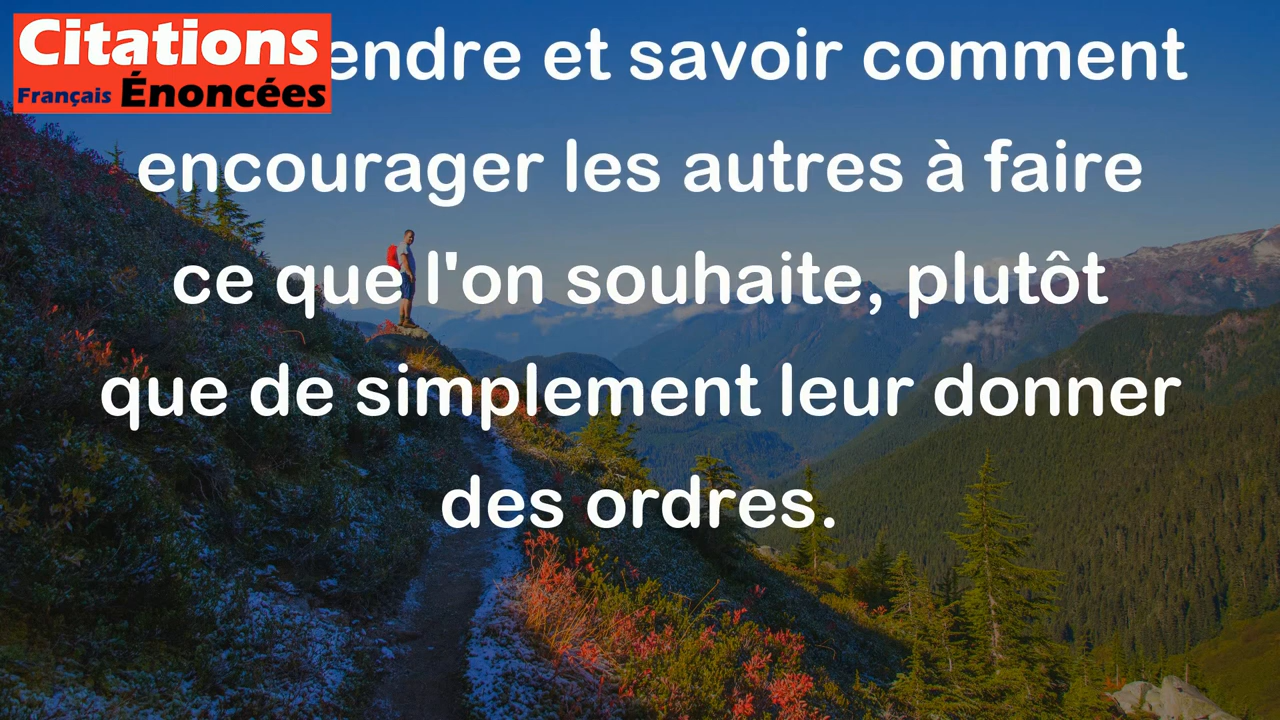 Citations
Français Énoncées
endre et savoir comment
encourager les autres à faire
ce que l'on souhaite, plutôt
que de simplement leur donner
des ordres.